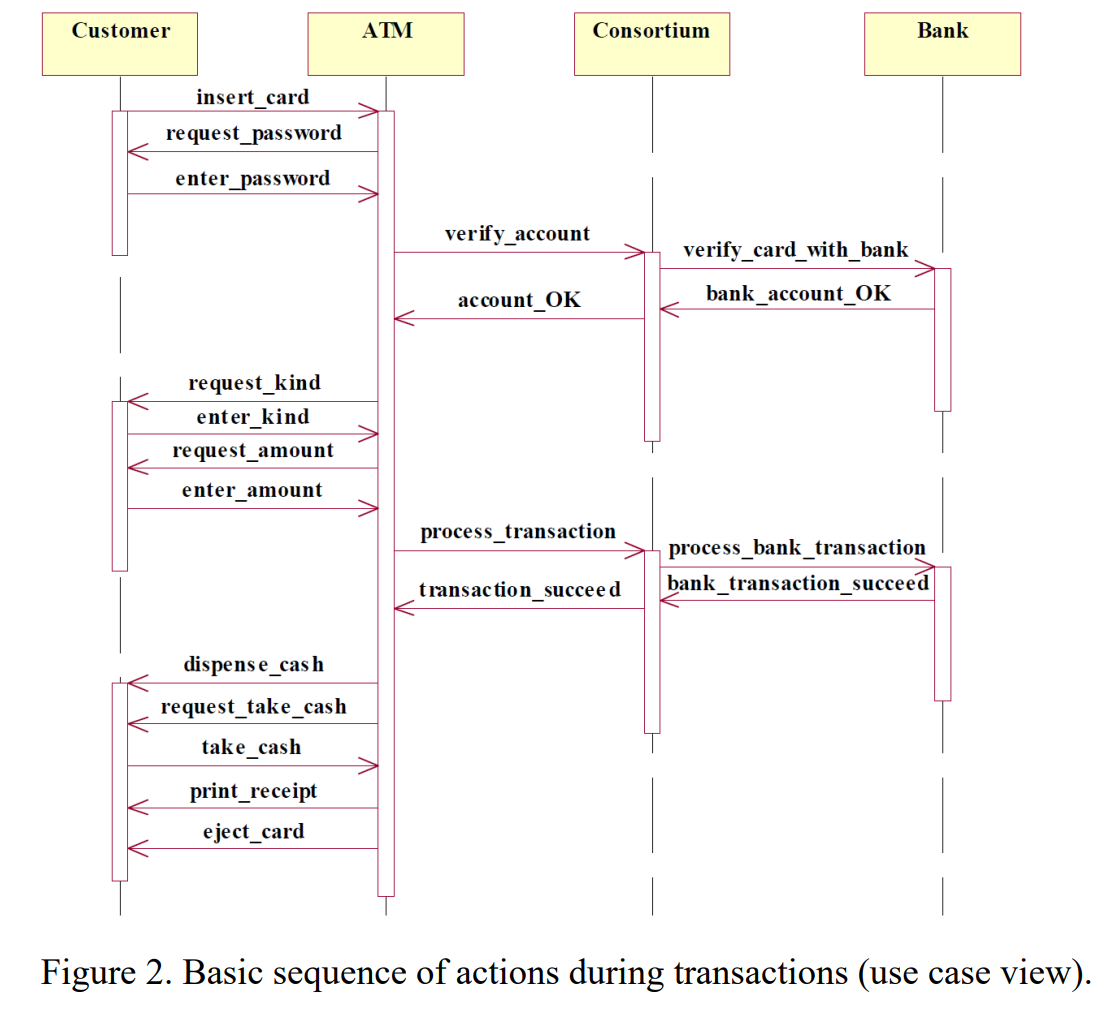 Customer
ATM
Consortium
Bank
insert_card
request_password
enter_password
verify_account
verify_card_with_bank
bank_account_OK
account_OK
request_kind
enter_kind
request_amount
enter_amount
process_transaction
process_bank_transaction
bank_transaction_succeed
transaction_succeed
dispense_cash
request_take_cash
take_cash
print_receipt
eject_card
Figure 2. Basic sequence of actions during transactions (use case view).